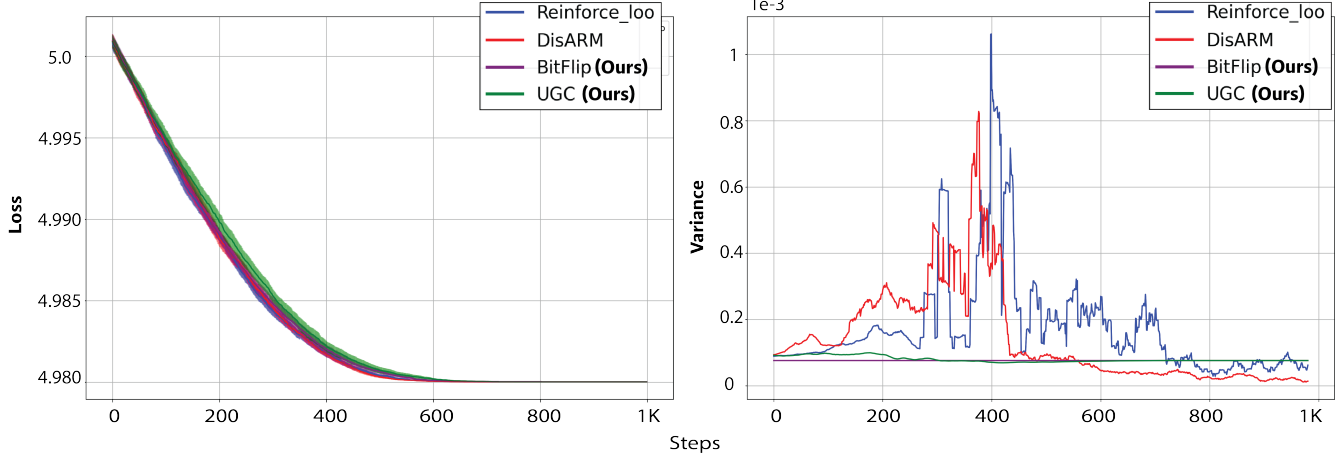 Reinforce_loo
DisARM
BitFlip (Ours)
UGC (Ours)
5.0
4.995
4.990
4.985
4.980
Loss
0
200
400
600
800
1K
1e-3
Reinforce_loo
DisARM
BitFlip (Ours)
UGC (Ours)
1
0.8
0.6
0.4
0.2
0
Variance
0
200
400
600
800
1K
Steps